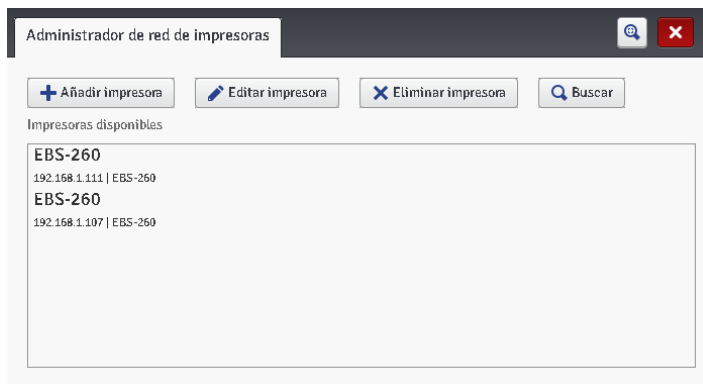 Administrador de red de impresoras
Añadir impresora Editar impresora Eliminar impresora Buscar
Impresoras disponibles
EBS-260
192.168.1.111 | EBS-260
EBS-260
192.168.1.107 | EBS-260